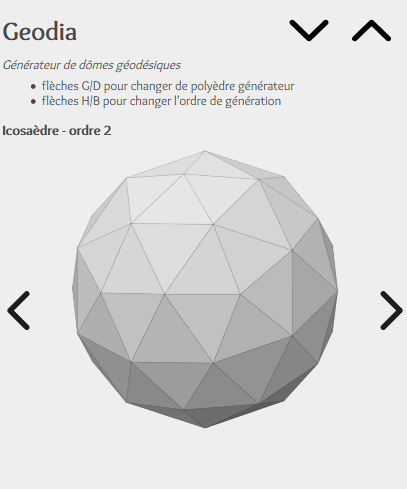 Geodia
Générateur de dômes géodésiques
flèches G/D pour changer de polyèdre générateur
flèches H/B pour changer l'ordre de génération
Icosaèdre - ordre 2